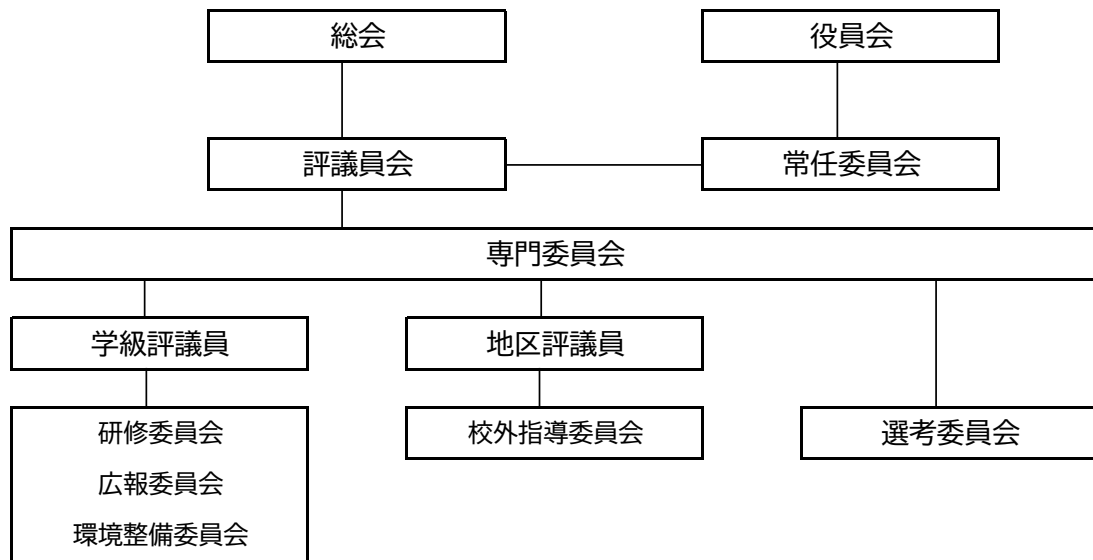 総会
役員会
評議員会
常任委員会
専門委員会
学級評議員
地区評議員
研修委員会
広報委員会
環境整備委員会
校外指導委員会
選考委員会